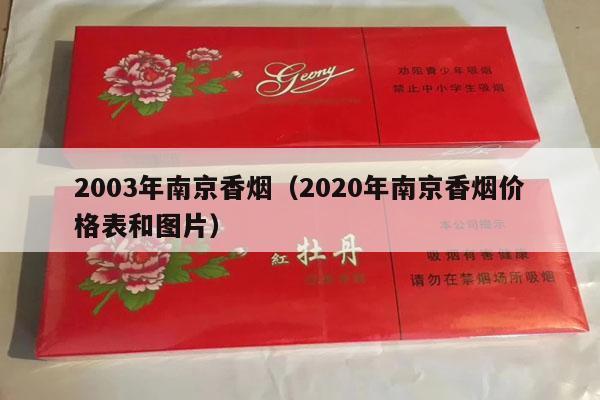 Geony
劝阻青少年吸烟
禁止中小学生吸烟
2003年南京香烟（2020年南京香烟价
格表和图片）
本公司提示
紅 牡丹
吸烟有害健康
请勿在禁烟场所吸烟